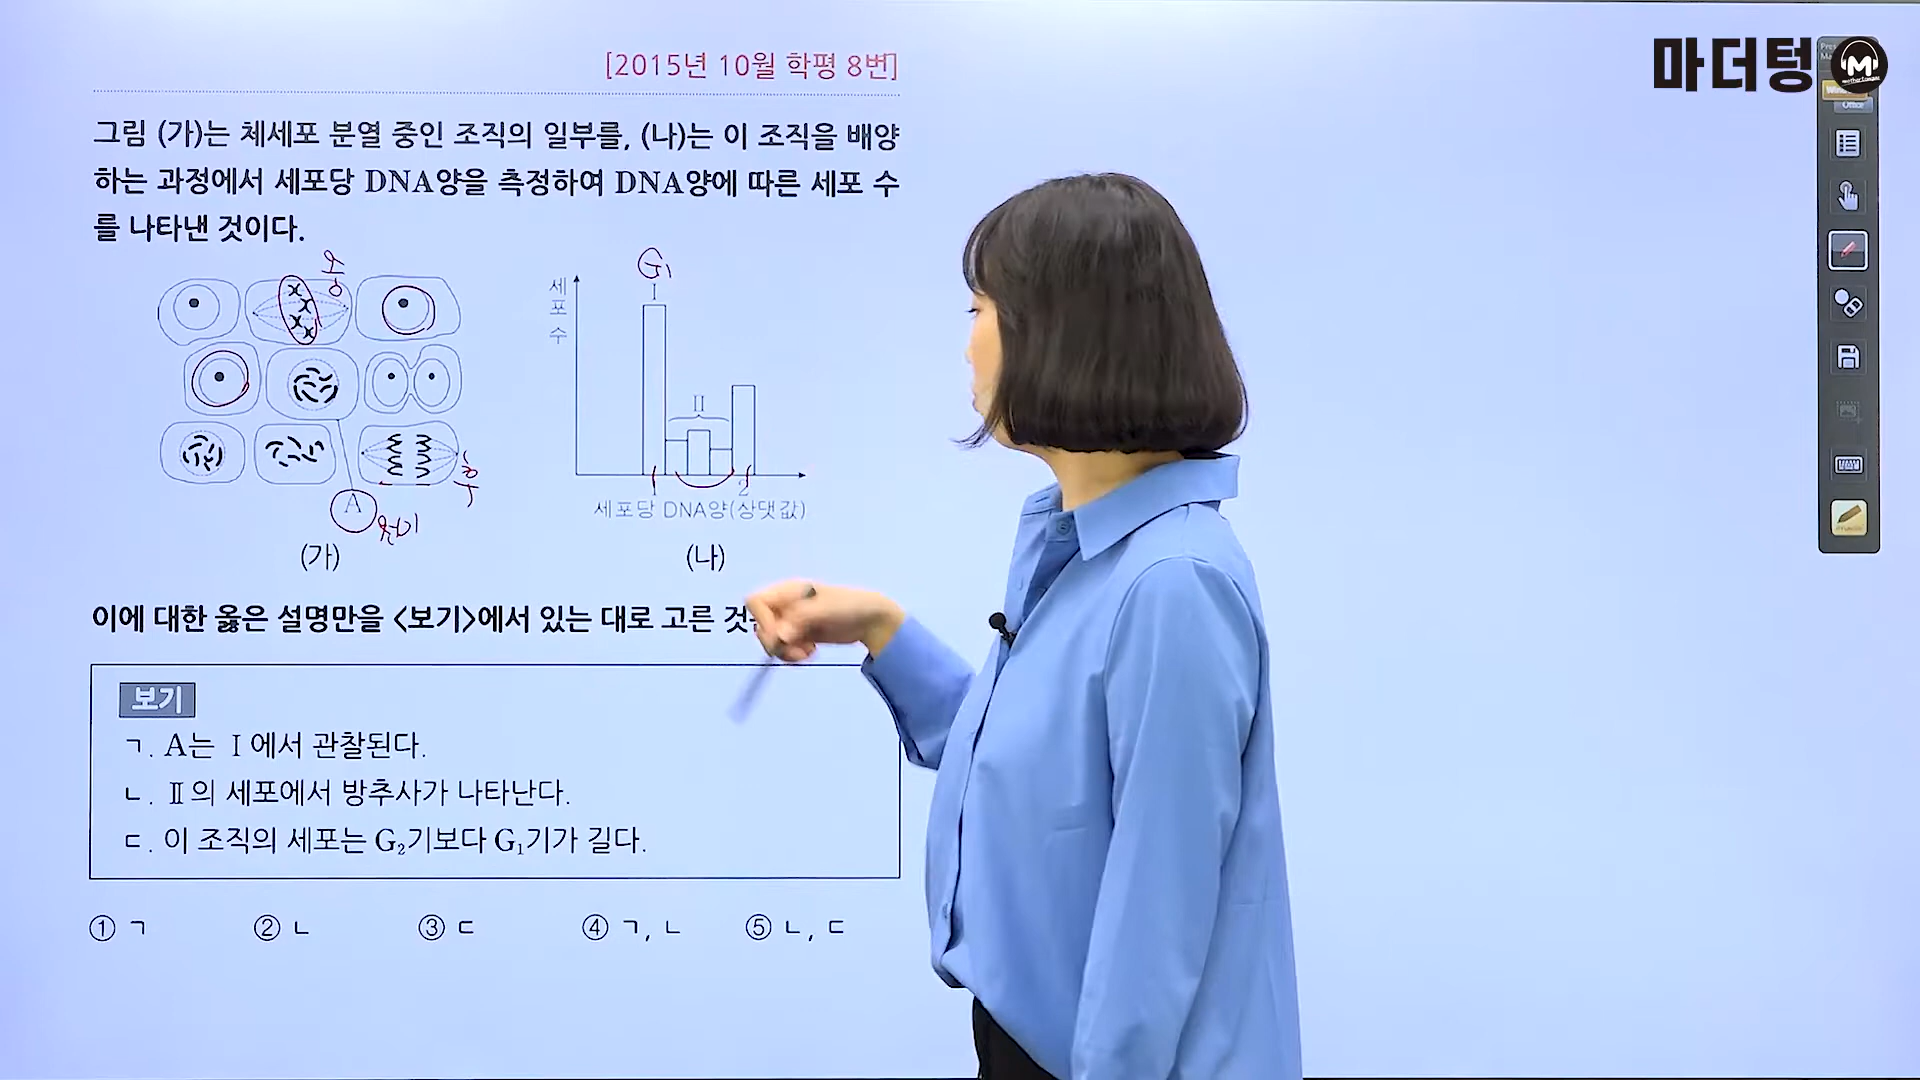 마더텅
[2015년 10월 학평 8번]
그림 (가)는 체세포 분열 중인 조직의 일부를, (나)는 이 조직을 배양
하는 과정에서 세포당 DNA양을 측정하여 DNA양에 따른 세포 수
를 나타낸 것이다.
중
G₁
세포수
Ⅰ
Ⅱ
후
A
전기
1
2
세포당 DNA양(상댓값)
(가)
(나)
이에 대한 옳은 설명만을 <보기>에서 있는 대로 고른
보기
ㄱ. A는 Ⅰ에서 관찰된다.
ㄴ. Ⅱ의 세포에서 방추사가 나타난다.
ㄷ. 이 조직의 세포는 G₂기보다 G₁기가 길다.
① ㄱ ② ㄴ ③ ㄷ ④ ㄱ, ㄴ ⑤ ㄴ, ㄷ